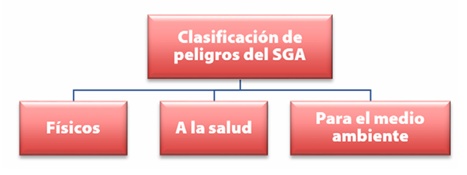 Clasificación de
peligros del SGA
Físicos
A la salud
Para el medio
ambiente